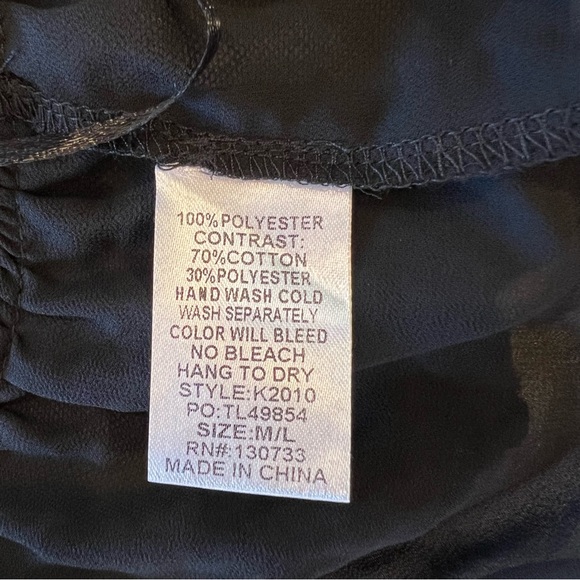 100%POLYESTER
CONTRAST:
70%COTTON
30%POLYESTER
HAND WASH COLD
WASH SEPARATELY
COLOR WILL BLEED
NO BLEACH
HANG TO DRY
STYLE:K2010
PO:TL49854
SIZE:M/L
RN#:130733
MADE IN CHINA